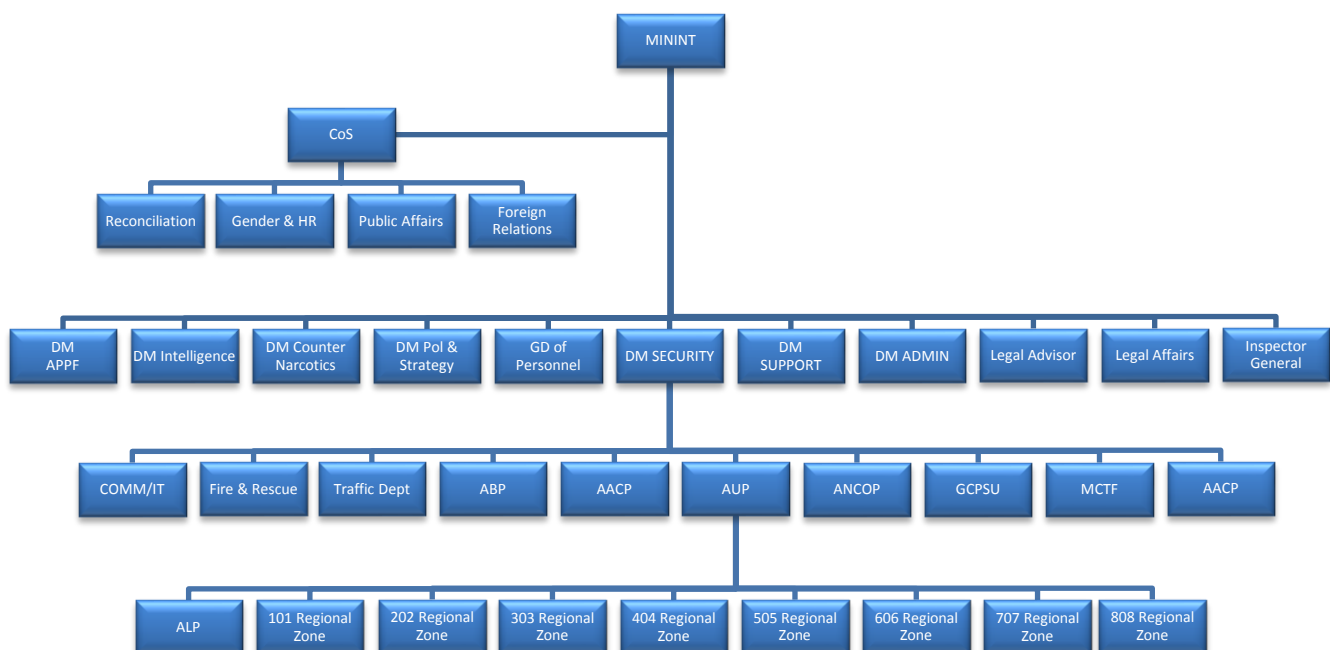 MININT
CoS
Reconciliation
Gender & HR
Public Affairs
Foreign
Relations
DM
APPF
DM Intelligence
DM Counter
Narcotics
DM Pol &
Strategy
GD of
Personnel
DM SECURITY
DM
SUPPORT
DM ADMIN
Legal Advisor
Legal Affairs
Inspector
General
COMM/IT
Fire & Rescue
Traffic Dept
ABP
AACP
AUP
ANCOP
GCPSU
MCTF
AACP
ALP
101 Regional
Zone
202 Regional
Zone
303 Regional
Zone
404 Regional
Zone
505 Regional
Zone
606 Regional
Zone
707 Regional
Zone
808 Regional
Zone